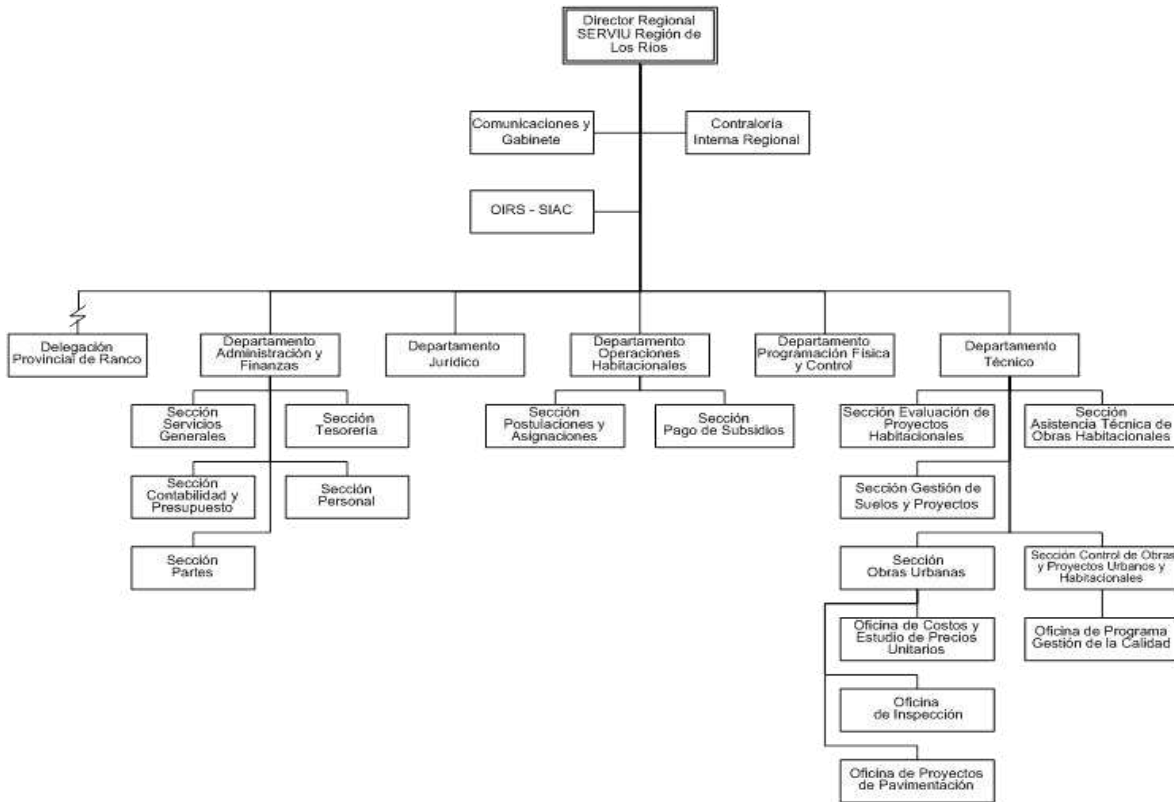 Director Regional
SERVIU Región de
Los Ríos
Comunicaciones y
Gabinete
Contraloría
Interna Regional
OIRS - SIAC
Delegación
Provincial de Ranco
Departamento
Administración y
Finanzas
Departamento
Jurídico
Departamento
Operaciones
Habitacionales
Departamento
Programación Física
y Control
Departamento
Técnico
Sección
Servicios
Generales
Sección
Tesorería
Sección
Postulaciones y
Asignaciones
Sección
Pago de Subsidios
Sección Evaluación de
Proyectos
Habitacionales
Sección
Asistencia Técnica de
Obras Habitacionales
Sección
Contabilidad y
Presupuesto
Sección
Personal
Sección Gestión de
Suelos y Proyectos
Sección
Partes
Sección
Obras Urbanas
Sección Control de Obras
y Proyectos Urbanos y
Habitacionales
Oficina de Costos y
Estudio de Precios
Unitarios
Oficina de Programa
Gestión de la Calidad
Oficina
de Inspección
Oficina de Proyectos
de Pavimentación